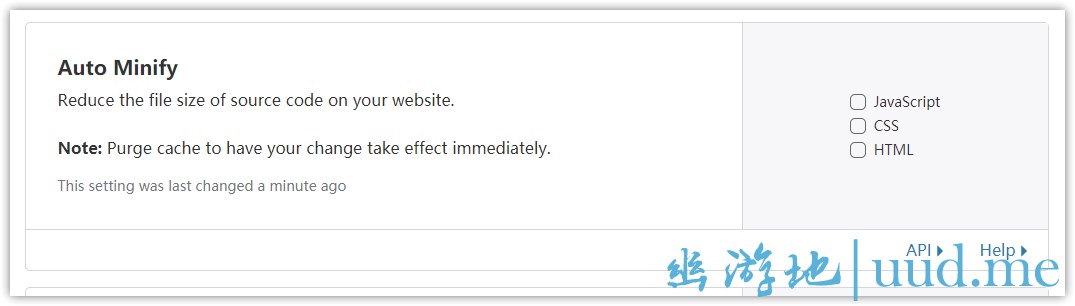 Auto Minify
Reduce the file size of source code on your website.
Note: Purge cache to have your change take effect immediately.
This setting was last changed a minute ago
JavaScript
CSS
HTML
API
Help
幽游地|uud.me